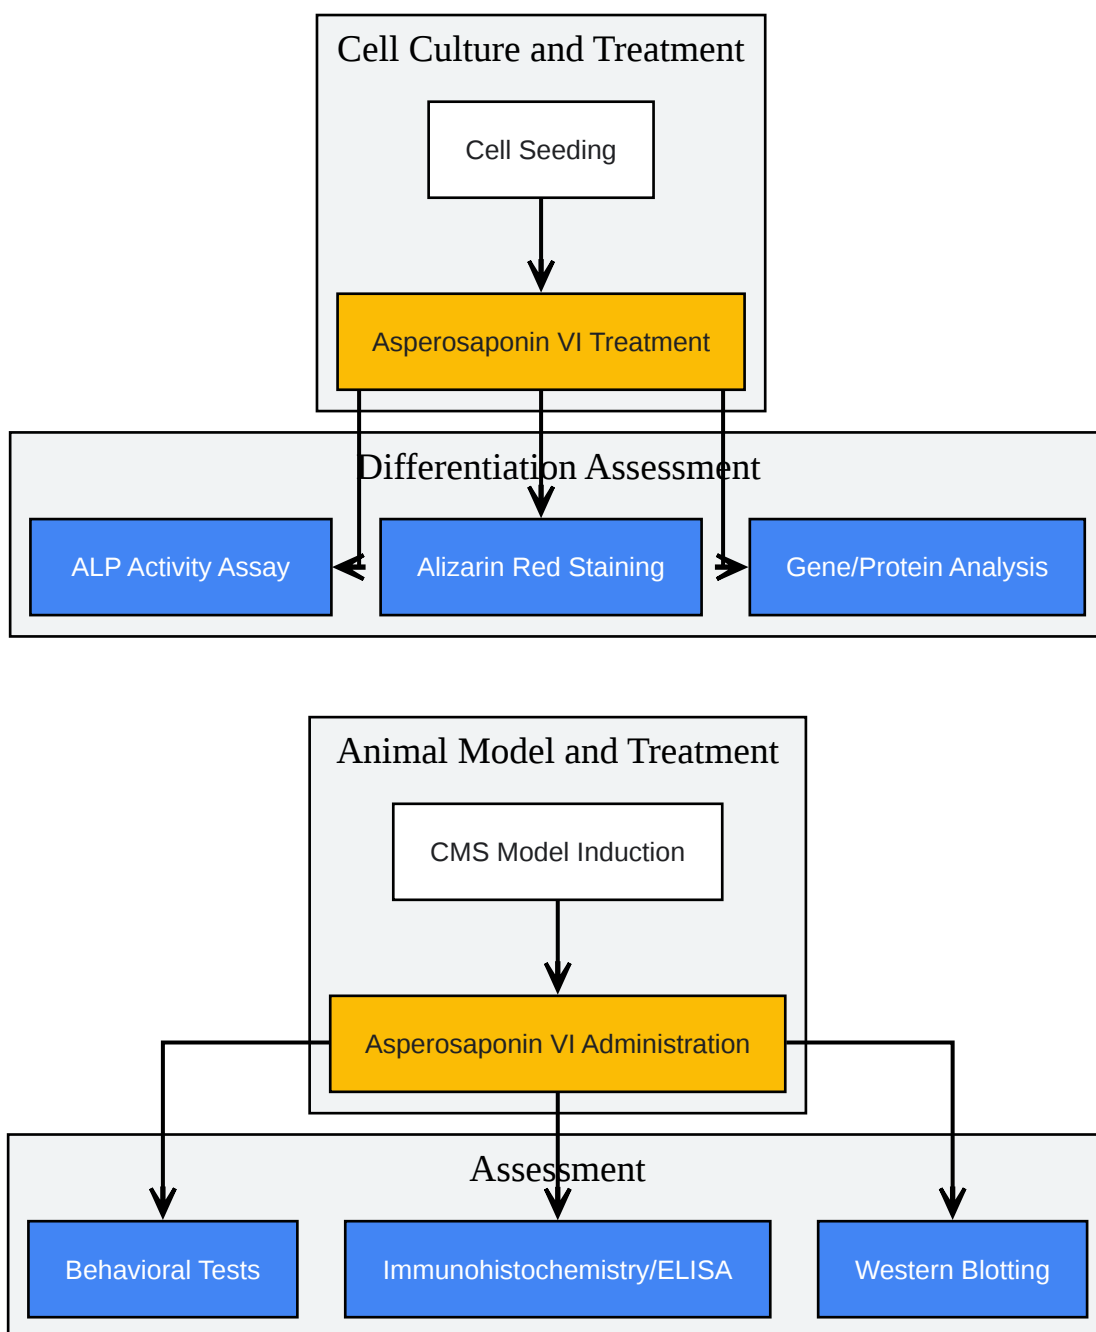 Cell Culture and Treatment
Cell Seeding
Asperosaponin VI Treatment
Differentiation Assessment
ALP Activity Assay
Alizarin Red Staining
Gene/Protein Analysis
Animal Model and Treatment
CMS Model Induction
Asperosaponin VI Administration
Assessment
Behavioral Tests
Immunohistochemistry/ELISA
Western Blotting